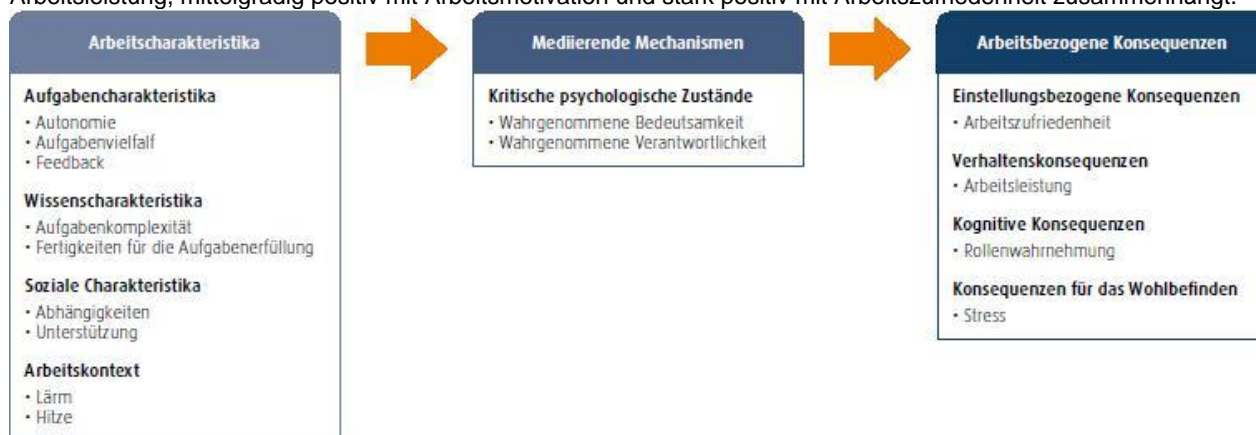 Arbeitsleistung, mittelgradig positiv mit Arbeitsmotivation und stark positiv mit Arbeitszufriedenheit zusammenhängt.
Arbeitscharakteristika
Aufgabencharakteristika
• Autonomie
• Aufgabenvielfalf
• Feedback
Wissenscharakteristika
• Aufgabenkomplexität
• Fertigkeiten für die Aufgabenerfüllung
Soziale Charakteristika
• Abhängigkeiten
• Unterstützung
Arbeitskontext
• Lärm
• Hitze
Mediierende Mechanismen
Kritische psychologische Zustände
• Wahrgenommene Bedeutsamkeit
• Wahrgenommene Verantwortlichkeit
Arbeitsbezogene Konsequenzen
Einstellungsbezogene Konsequenzen
• Arbeitszufriedenheit
Verhaltenskonsequenzen
• Arbeitsleistung
Kognitive Konsequenzen
• Rollenwahrnehmung
Konsequenzen für das Wohlbefinden
• Stress